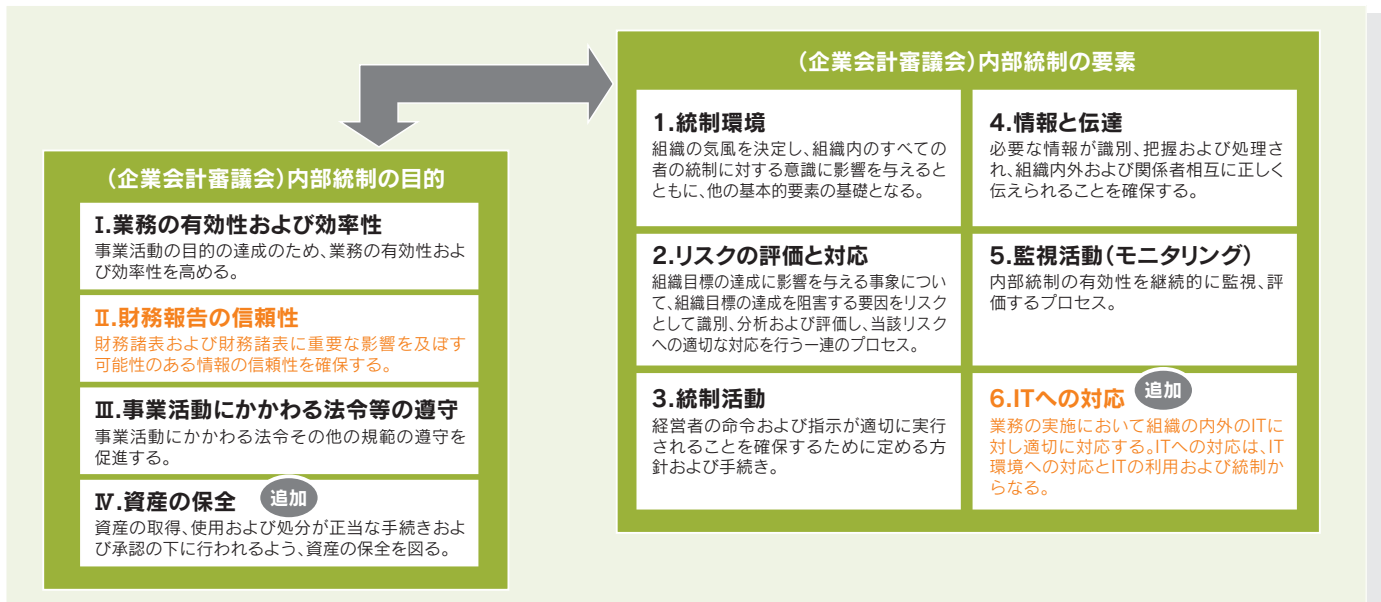 (企業会計審議会)内部統制の目的
Ⅰ.業務の有効性および効率性
事業活動の目的の達成のため、業務の有効性およ
び効率性を高める。
Ⅱ.財務報告の信頼性
財務諸表および財務諸表に重要な影響を及ぼす
可能性のある情報の信頼性を確保する。
Ⅲ.事業活動にかかわる法令等の遵守
事業活動にかかわる法令その他の規範の遵守を
促進する。
Ⅳ.資産の保全 追加
資産の取得、使用および処分が正当な手続きおよ
び承認の下に行われるよう、資産の保全を図る。
(企業会計審議会)内部統制の要素
1.統制環境
組織の気風を決定し、組織内のすべての
者の統制に対する意識に影響を与えると
ともに、他の基本的要素の基礎となる。
2.リスクの評価と対応
組織目標の達成に影響を与える事象につい
て、組織目標の達成を阻害する要因をリスク
として識別、分析および評価し、当該リスク
への適切な対応を行う一連のプロセス。
3.統制活動
経営者の命令および指示が適切に実行
されることを確保するために定める方
針および手続き。
4.情報と伝達
必要な情報が識別、把握および処理さ
れ、組織内外および関係者相互に正しく
伝えられることを確保する。
5.監視活動(モニタリング)
内部統制の有効性を継続的に監視、評
価するプロセス。
6.ITへの対応 追加
業務の実施において組織の内外のITに
対し適切に対応する。ITへの対応は、IT
環境への対応とITの利用および統制か
らなる。